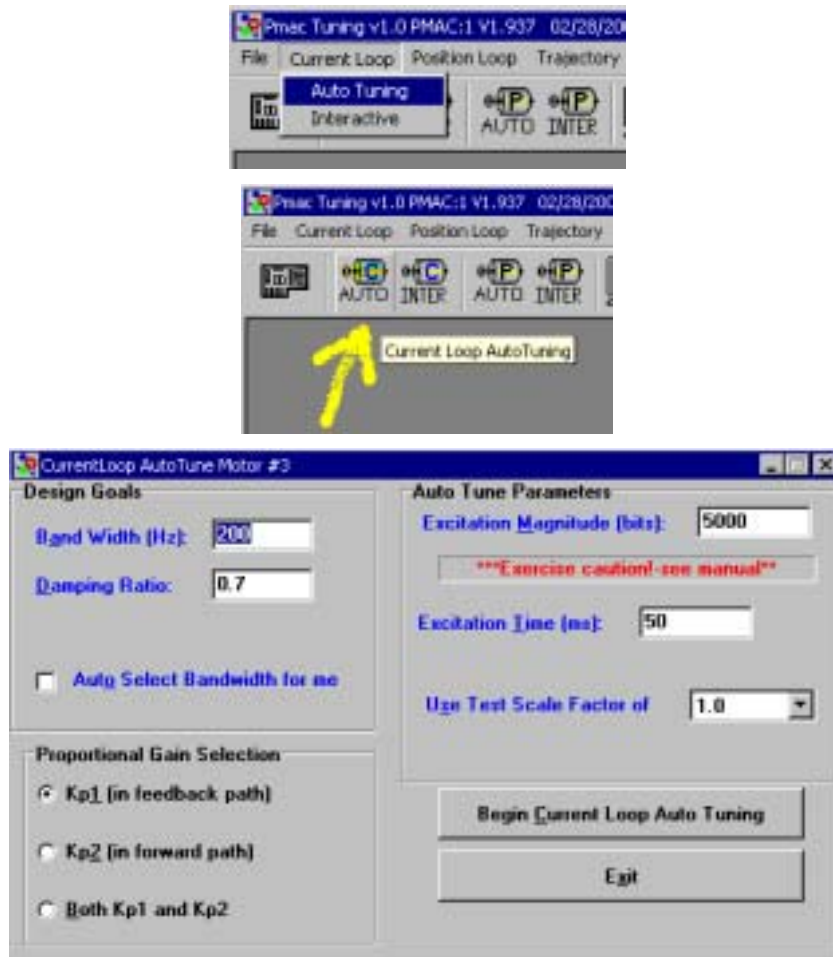 Pmac Tuning v1.0 PMAC:1 V1.937 02/28/20
File Current Loop Position Loop Trajectory
Auto Tuning
Interactive
AUTO INTER
Pmac Tuning v1.0 PMAC:1 V1.937 02/28/200
File Current Loop Position Loop Trajectory
C C P P
AUTO INTER AUTO INTER
Current Loop AutoTuning
CurrentLoop AutoTune Motor #3
Design Goals
Band Width (Hz): 200
Damping Ratio: 0.7
Auto Select Bandwidth for me
Proportional Gain Selection
Kp1 (in feedback path)
Kp2 (in forward path)
Both Kp1 and Kp2
Auto Tune Parameters
Excitation Magnitude (bits): 5000
***Exercise caution!-see manual**
Excitation Time (ms): 50
Use Test Scale Factor of 1.0
Begin Current Loop Auto Tuning
Exit